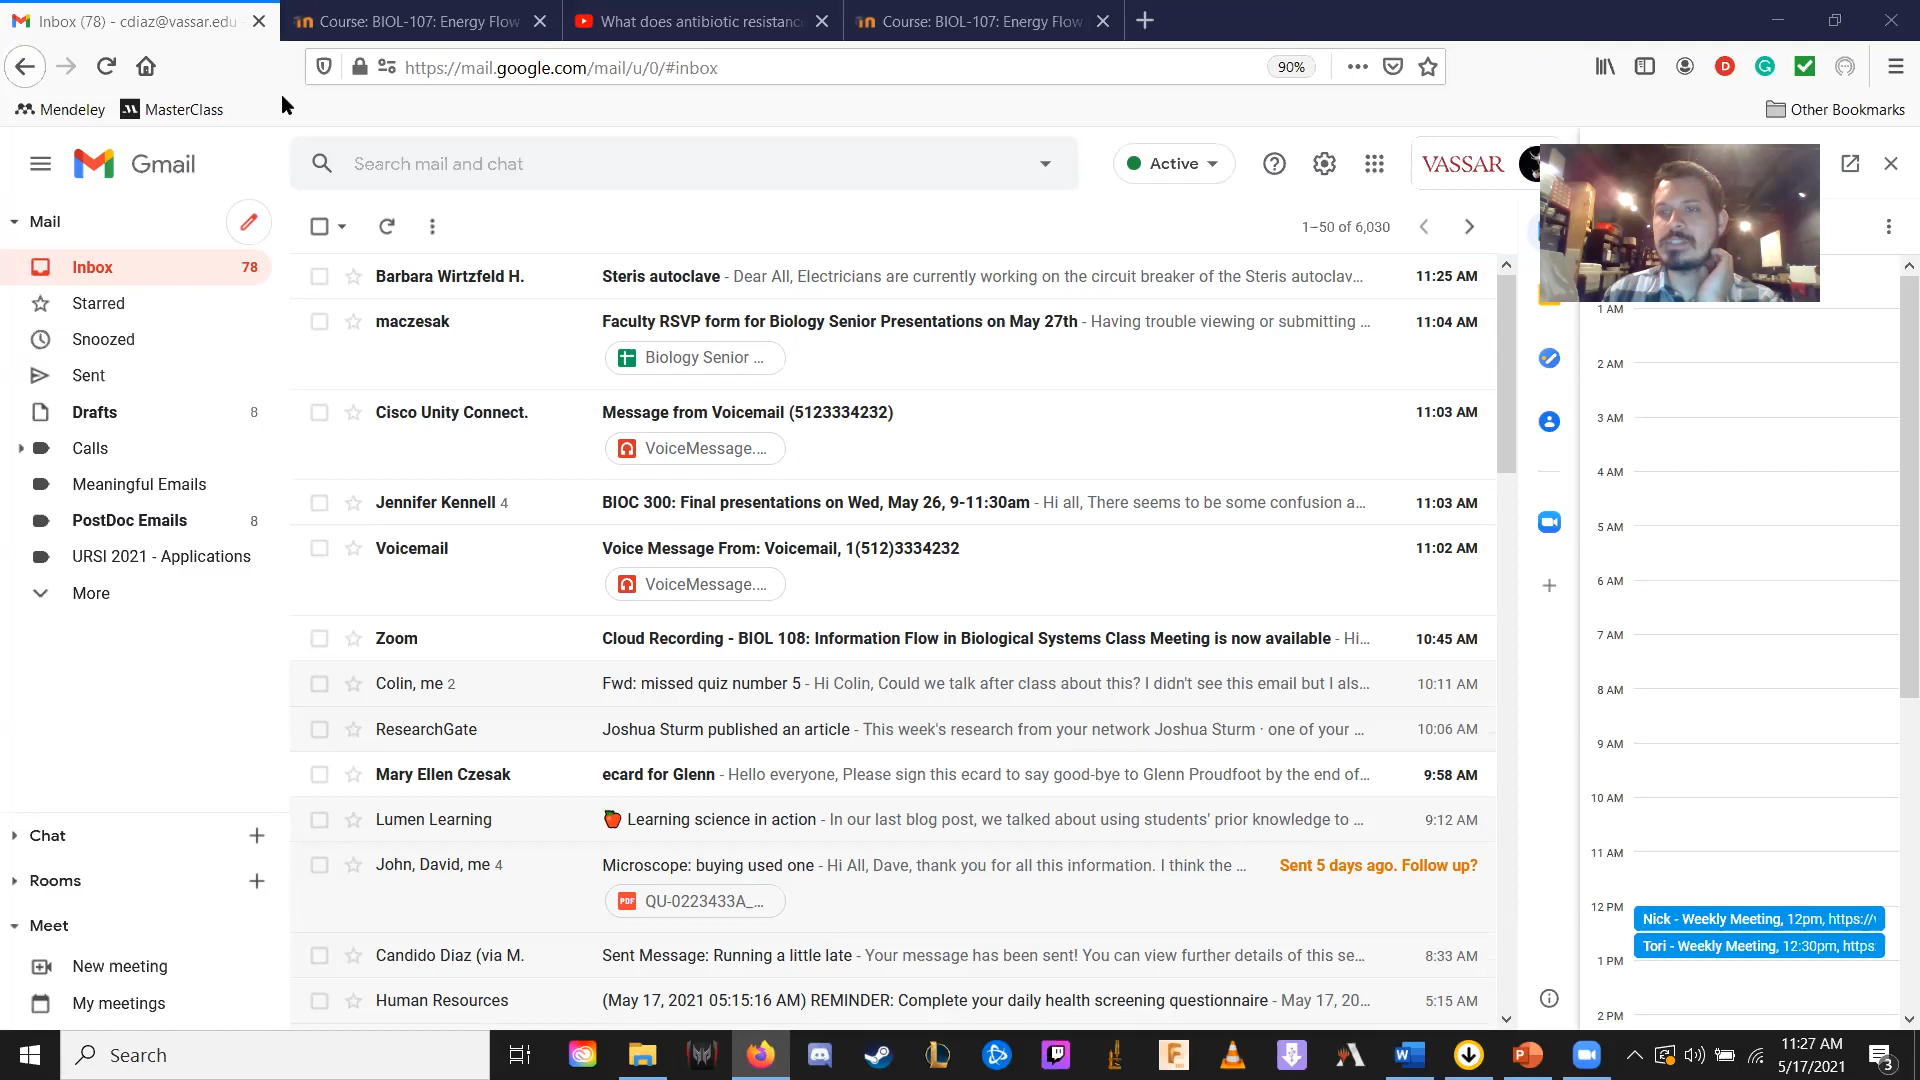 Inbox (78) - cdiaz@vassar.edu
Course: BIOL-107: Energy Flow
What does antibiotic resistance
Course: BIOL-107: Energy Flow
https://mail.google.com/mail/u/0/#inbox
90%
Mendeley
MasterClass
Other Bookmarks
Gmail
Search mail and chat
Active
VASSAR
Mail
1–50 of 6,030
Inbox 78
Starred
Snoozed
Sent
Drafts 8
Calls
Meaningful Emails
PostDoc Emails 8
URSI 2021 - Applications
More
Chat
Rooms
Meet
New meeting
My meetings
Barbara Wirtzfeld H. Steris autoclave - Dear All, Electricians are currently working on the circuit breaker of the Steris autoclav... 11:25 AM
maczesak Faculty RSVP form for Biology Senior Presentations on May 27th - Having trouble viewing or submitting ... 11:04 AM
Biology Senior ...
Cisco Unity Connect. Message from Voicemail (5123334232) 11:03 AM
VoiceMessage....
Jennifer Kennell 4 BIOC 300: Final presentations on Wed, May 26, 9-11:30am - Hi all, There seems to be some confusion a... 11:03 AM
Voicemail Voice Message From: Voicemail, 1(512)3334232 11:02 AM
VoiceMessage....
Zoom Cloud Recording - BIOL 108: Information Flow in Biological Systems Class Meeting is now available - Hi... 10:45 AM
Colin, me 2 Fwd: missed quiz number 5 - Hi Colin, Could we talk after class about this? I didn't see this email but I als... 10:11 AM
ResearchGate Joshua Sturm published an article - This week's research from your network Joshua Sturm · one of your ... 10:06 AM
Mary Ellen Czesak ecard for Glenn - Hello everyone, Please sign this ecard to say good-bye to Glenn Proudfoot by the end of... 9:58 AM
Lumen Learning Learning science in action - In our last blog post, we talked about using students' prior knowledge to ... 9:12 AM
John, David, me 4 Microscope: buying used one - Hi All, Dave, thank you for all this information. I think the ... Sent 5 days ago. Follow up?
PDF QU-0223433A_...
Candido Diaz (via M. Sent Message: Running a little late - Your message has been sent! You can view further details of this se... 8:33 AM
Human Resources (May 17, 2021 05:15:16 AM) REMINDER: Complete your daily health screening questionnaire - May 17, 20... 5:15 AM
1 AM
2 AM
3 AM
4 AM
5 AM
6 AM
7 AM
8 AM
9 AM
10 AM
11 AM
12 PM
Nick - Weekly Meeting, 12pm, https://
Tori - Weekly Meeting, 12:30pm, https:
1 PM
2 PM
Search
11:27 AM
5/17/2021
3